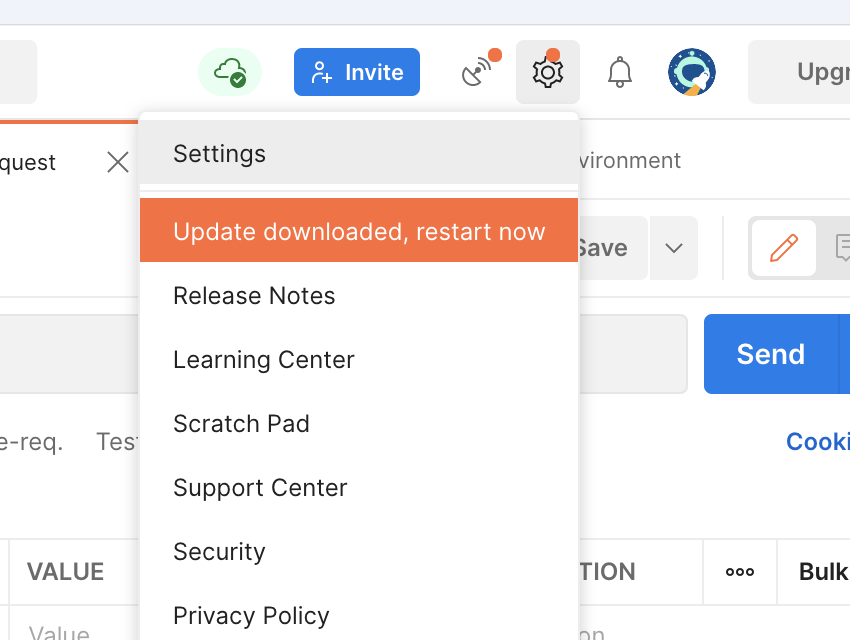 Invite
Upgr
quest
Settings
vironment
Update downloaded, restart now
Save
Release Notes
Send
Learning Center
Scratch Pad
e-req.
Test
Cooki
Support Center
Security
VALUE
TION
ooo
Bulk
Privacy Policy
Value
on